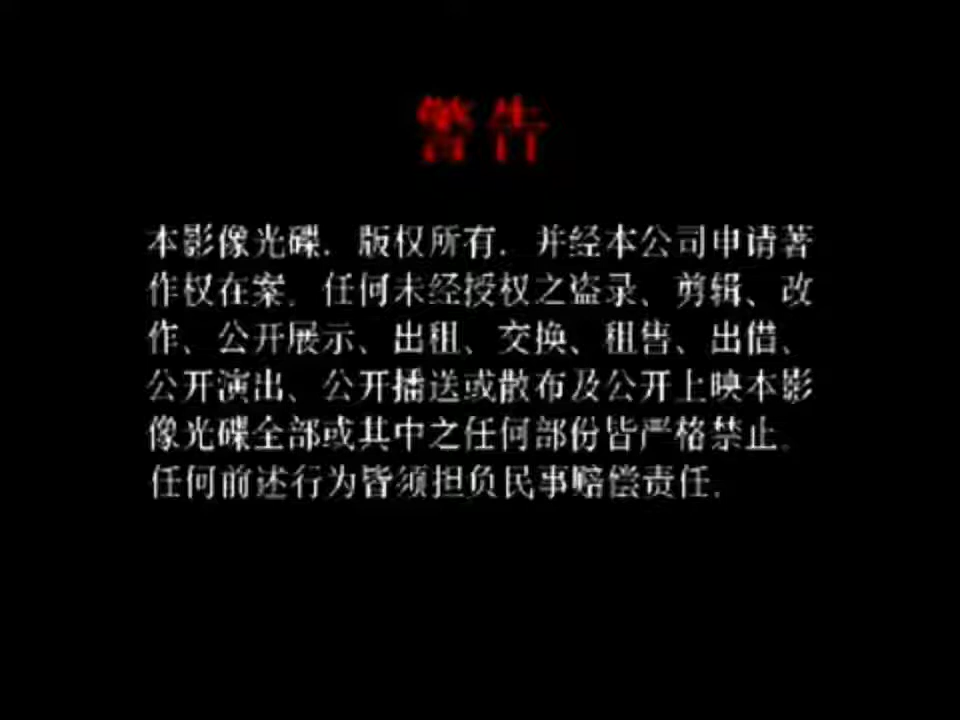 警告
本影像光碟．版权所有．并经本公司申请著
作权在案．任何未经授权之盗录、剪辑、改
作、公开展示、出租、交换、租售、出借、
公开演出、公开播送或散布及公开上映本影
像光碟全部或其中之任何部份皆严格禁止．
任何前述行为皆须担负民事赔偿责任．